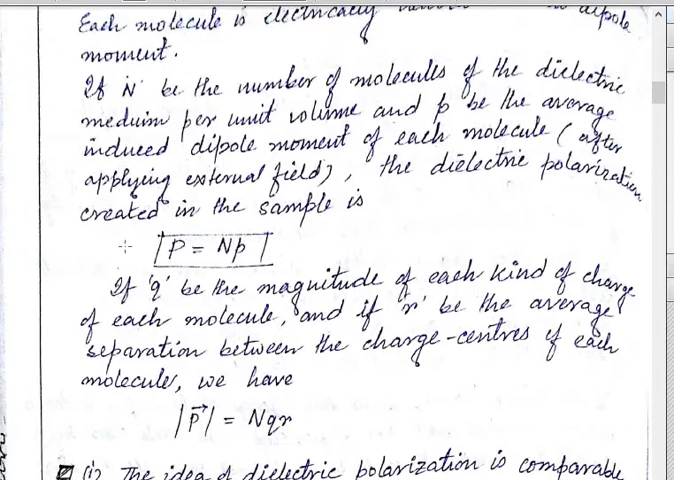 Each molecule is electrically dipole
moment.
If N be the number of molecules of the dielectric
meduim per unit volume and p be the average
induced dipole moment of each molecule (after
applying external field), the dielectric polarization
created in the sample is
P = Np
If 'q' be the magnitude of each kind of charge
of each molecule, and if 'r' be the average
separation between the charge-centres of each
molecule, we have
|P⃗| = Nqr
(i) The idea of dielectric polarization is comparable